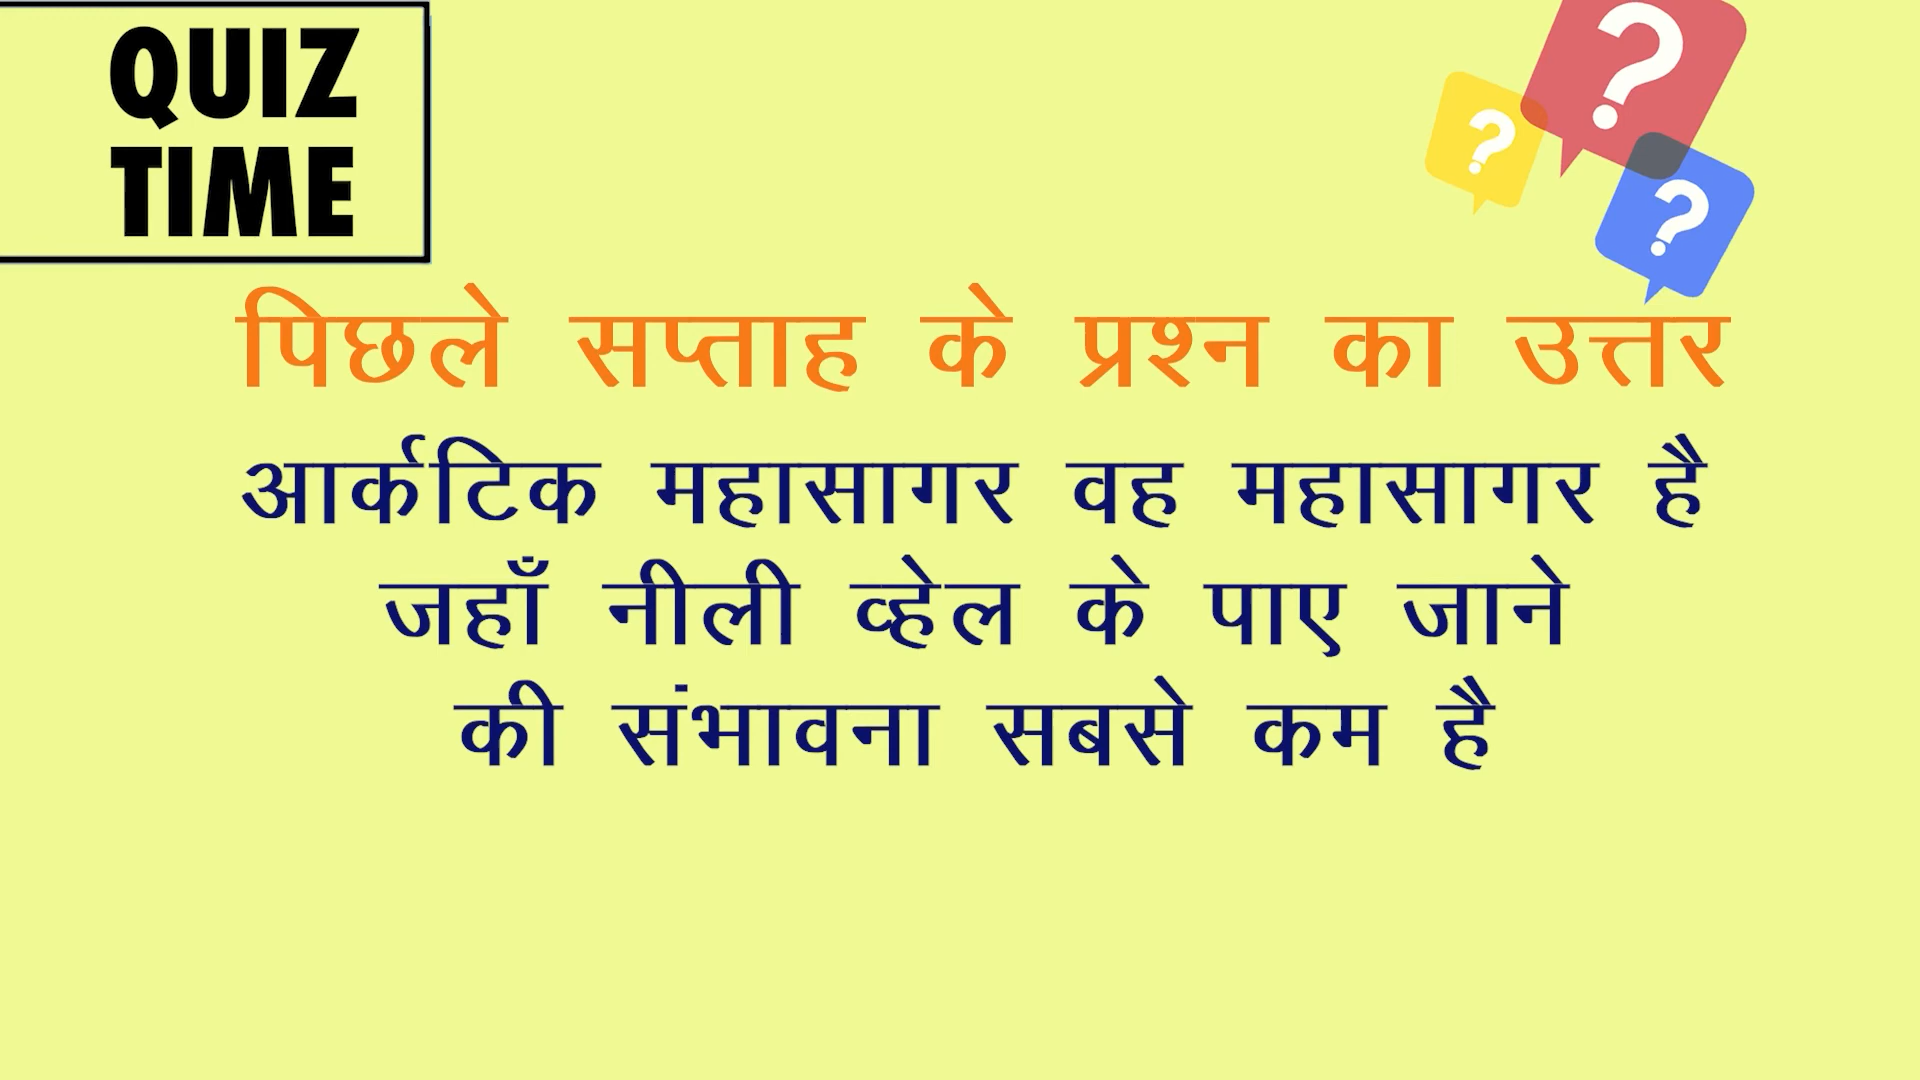 QUIZ
TIME
? ? ?
पिछले सप्ताह के प्रश्न का उत्तर
आर्कटिक महासागर वह महासागर है
जहाँ नीली व्हेल के पाए जाने
की संभावना सबसे कम है